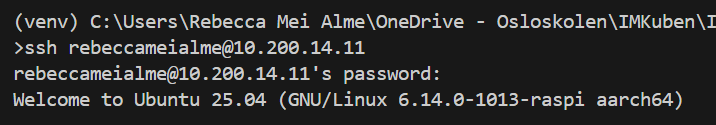 (venv) C:\Users\Rebecca Mei Alme\OneDrive - Osloskolen\IMKuben\I
>ssh rebeccameialme@10.200.14.11
rebeccameialme@10.200.14.11's password:
Welcome to Ubuntu 25.04 (GNU/Linux 6.14.0-1013-raspi aarch64)